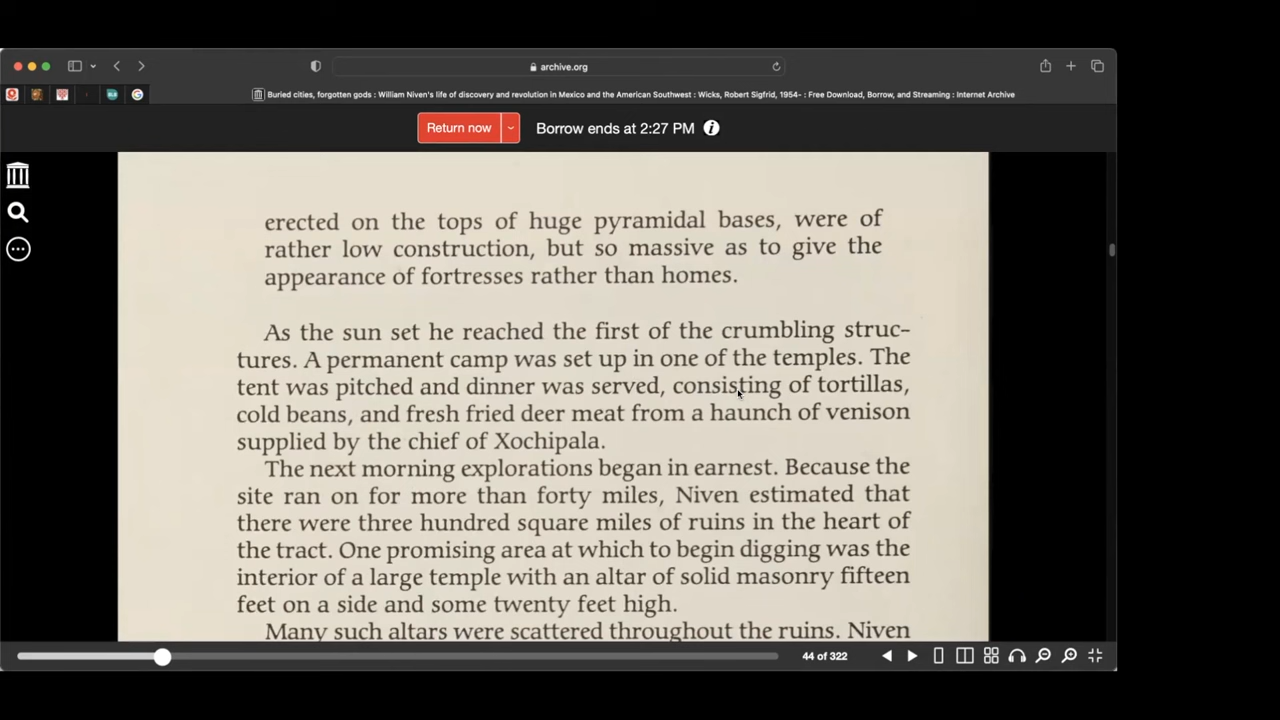 archive.org
Buried cities, forgotten gods : William Niven's life of discovery and revolution in Mexico and the American Southwest : Wicks, Robert Sigfrid, 1954- : Free Download, Borrow, and Streaming : Internet Archive
Return now
Borrow ends at 2:27 PM
erected on the tops of huge pyramidal bases, were of
rather low construction, but so massive as to give the
appearance of fortresses rather than homes.
As the sun set he reached the first of the crumbling struc-
tures. A permanent camp was set up in one of the temples. The
tent was pitched and dinner was served, consisting of tortillas,
cold beans, and fresh fried deer meat from a haunch of venison
supplied by the chief of Xochipala.
The next morning explorations began in earnest. Because the
site ran on for more than forty miles, Niven estimated that
there were three hundred square miles of ruins in the heart of
the tract. One promising area at which to begin digging was the
interior of a large temple with an altar of solid masonry fifteen
feet on a side and some twenty feet high.
Many such altars were scattered throughout the ruins. Niven
44 of 322